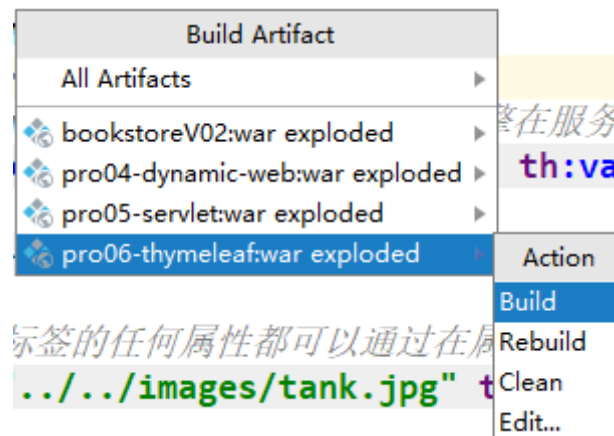 Build Artifact
All Artifacts
bookstoreV02:war exploded
整在服务
pro04-dynamic-web:war exploded
th:va
pro05-servlet:war exploded
pro06-thymeleaf:war exploded
Action
Build
标签的任何属性都可以通过在属
Rebuild
"../../images/tank.jpg" t
Clean
Edit...